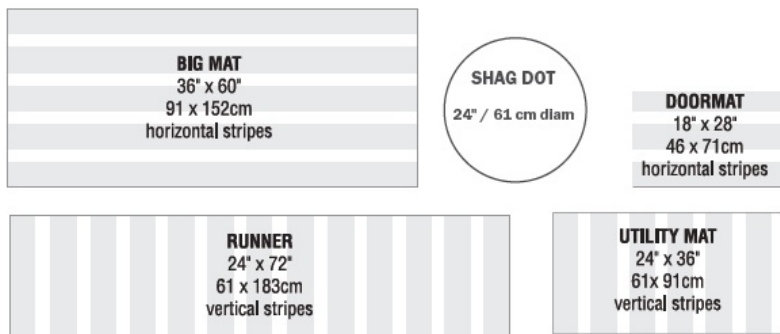 BIG MAT
36" x 60"
91 x 152cm
horizontal stripes
SHAG DOT
24" / 61 cm diam
DOORMAT
18" x 28"
46 x 71cm
horizontal stripes
RUNNER
24" x 72"
61 x 183cm
vertical stripes
UTILITY MAT
24" x 36"
61x 91cm
vertical stripes